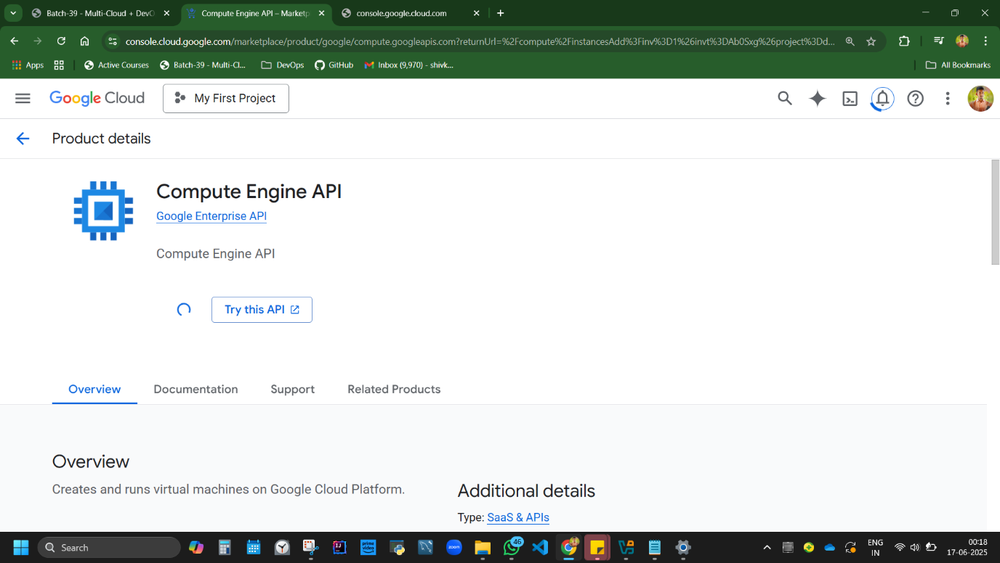 Batch-39 - Multi-Cloud + DevO
Compute Engine API – Marketp
console.google.cloud.com
console.cloud.google.com/marketplace/product/google/compute.googleapis.com?returnUrl=%2Fcompute%2FinstancesAdd%3Finv%3D1%26invt%3DAb0Sxg%26project%3Dd...
Apps
Active Courses
Batch-39 - Multi-Cl...
DevOps
GitHub
Inbox (9,970) - shivk...
All Bookmarks
Google Cloud
My First Project
Product details
Compute Engine API
Google Enterprise API
Compute Engine API
Try this API
Overview Documentation Support Related Products
Overview
Creates and runs virtual machines on Google Cloud Platform.
Additional details
Type: SaaS & APIs
Search
IJ
prime video
zoom
46
ENG
IN
00:18
17-06-2025